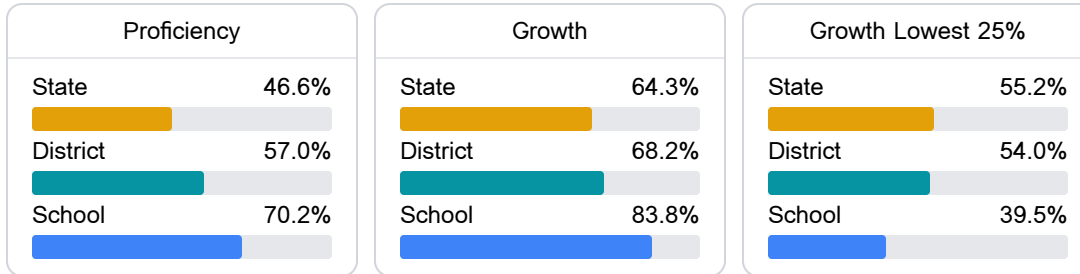 Proficiency
State 46.6%
District 57.0%
School 70.2%
Growth
State 64.3%
District 68.2%
School 83.8%
Growth Lowest 25%
State 55.2%
District 54.0%
School 39.5%